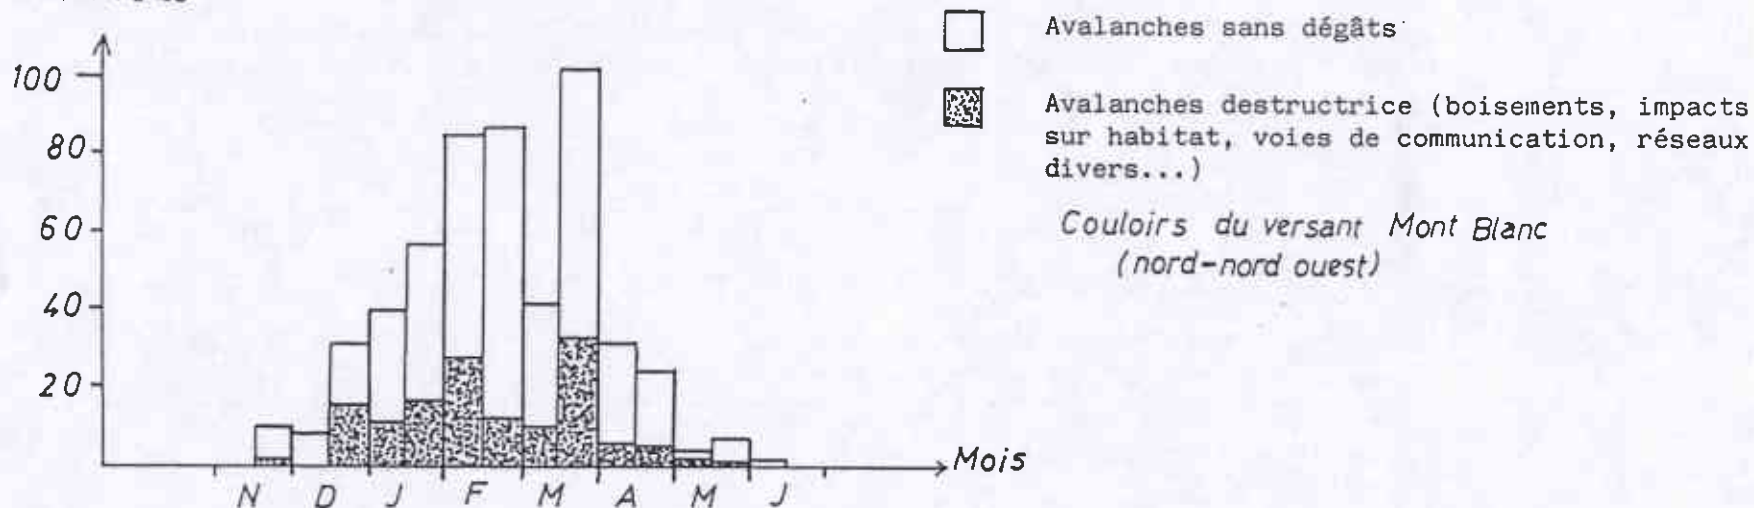 Avalanches sans dégâts
100
80
60
40
20
Avalanches destructrice (boisements, impacts
sur habitat, voies de communication, réseaux
divers...)
Couloirs du versant Mont Blanc
(nord-nord ouest)
Mois
N D J F M A M J